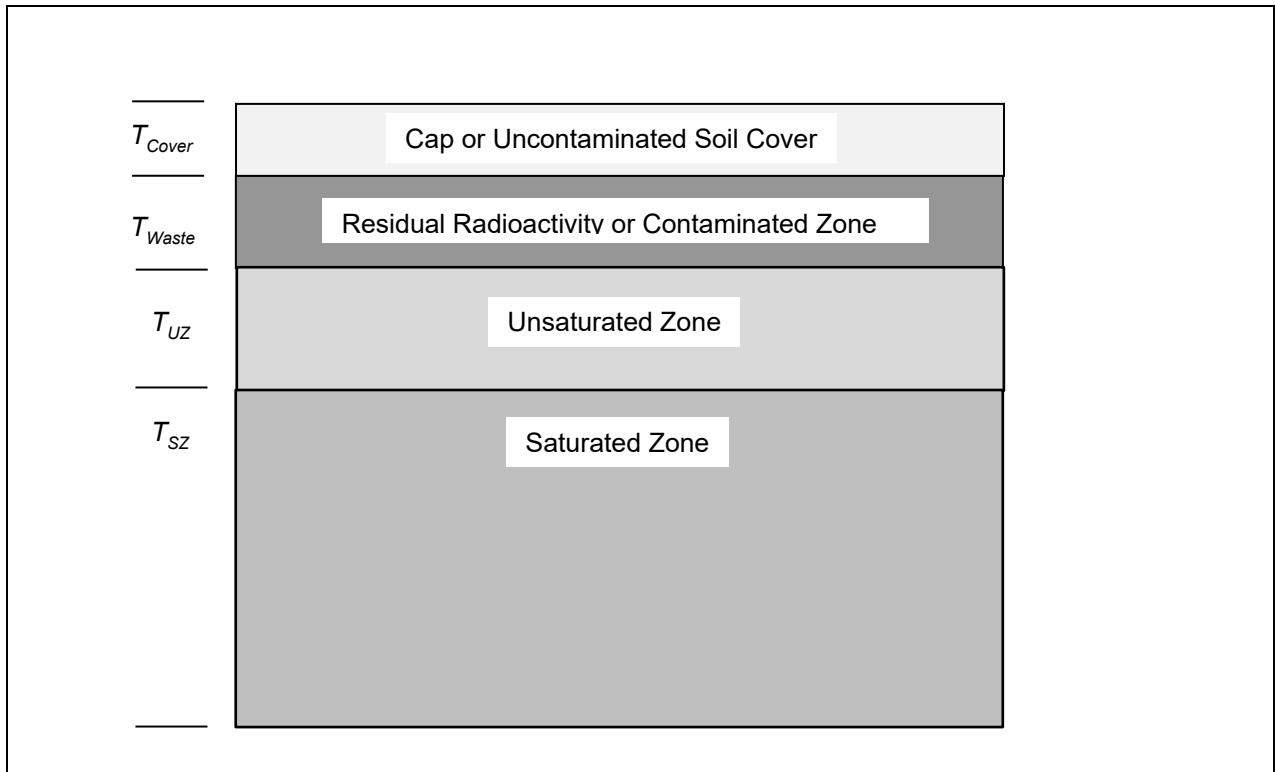 T_Cover
Cap or Uncontaminated Soil Cover
T_Waste
Residual Radioactivity or Contaminated Zone
T_UZ
Unsaturated Zone
T_SZ
Saturated Zone